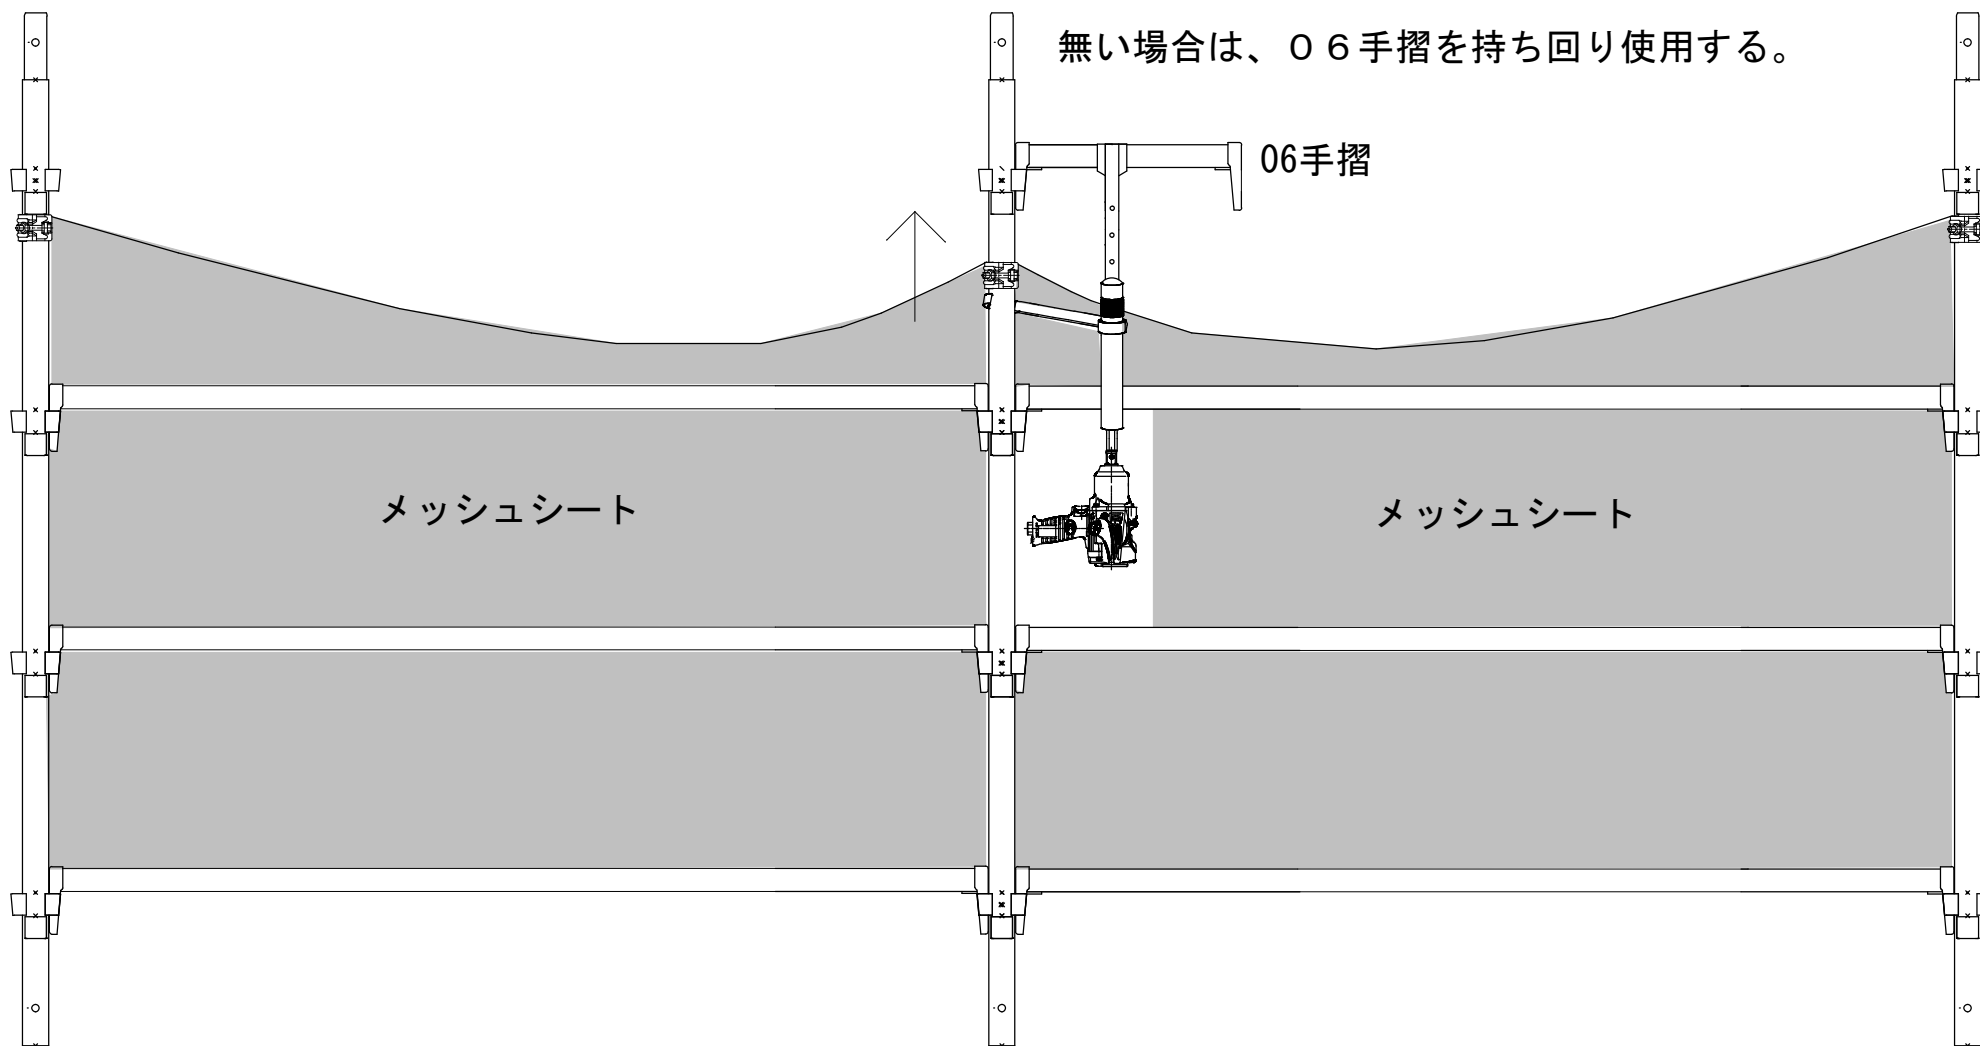 無い場合は、０６手摺を持ち回り使用する。
06手摺
メッシュシート
メッシュシート